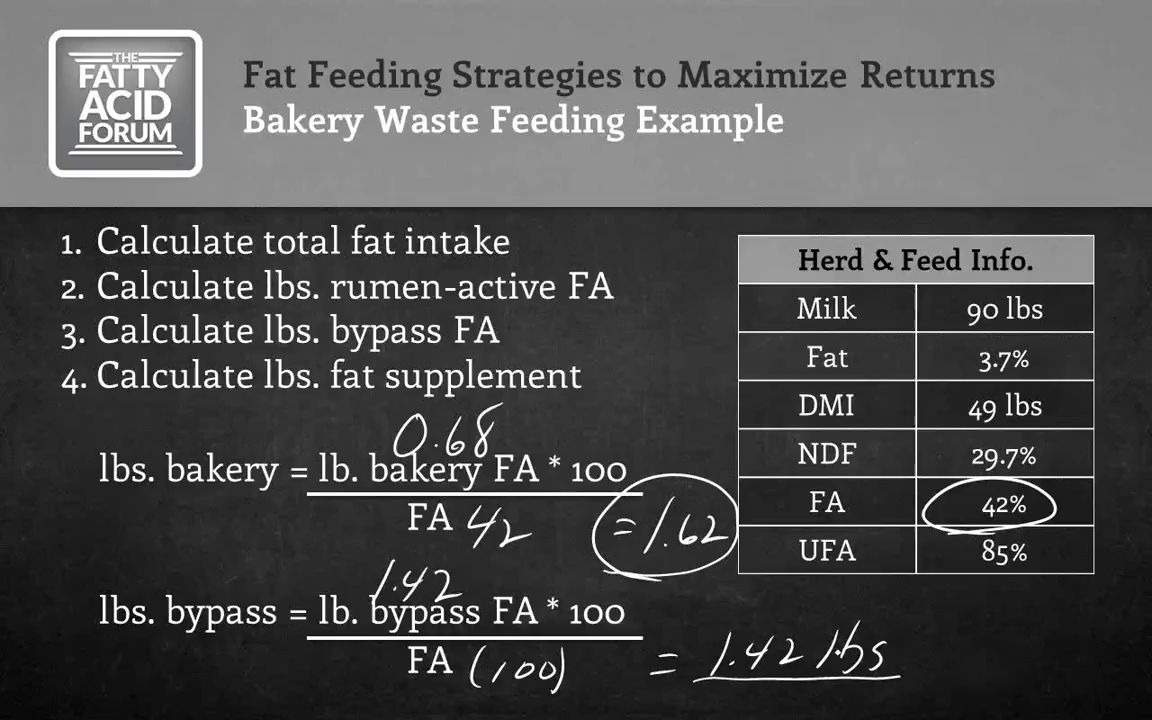 THE
FATTY
ACID
FORUM
Fat Feeding Strategies to Maximize Returns
Bakery Waste Feeding Example
1. Calculate total fat intake
2. Calculate lbs. rumen-active FA
3. Calculate lbs. bypass FA
4. Calculate lbs. fat supplement
0.68
lbs. bakery = lb. bakery FA * 100
FA 42
= 1.62
1.42
lbs. bypass = lb. bypass FA * 100
FA (100)
= 1.42 lbs
Herd & Feed Info.
Milk 90 lbs
Fat 3.7%
DMI 49 lbs
NDF 29.7%
FA 42%
UFA 85%